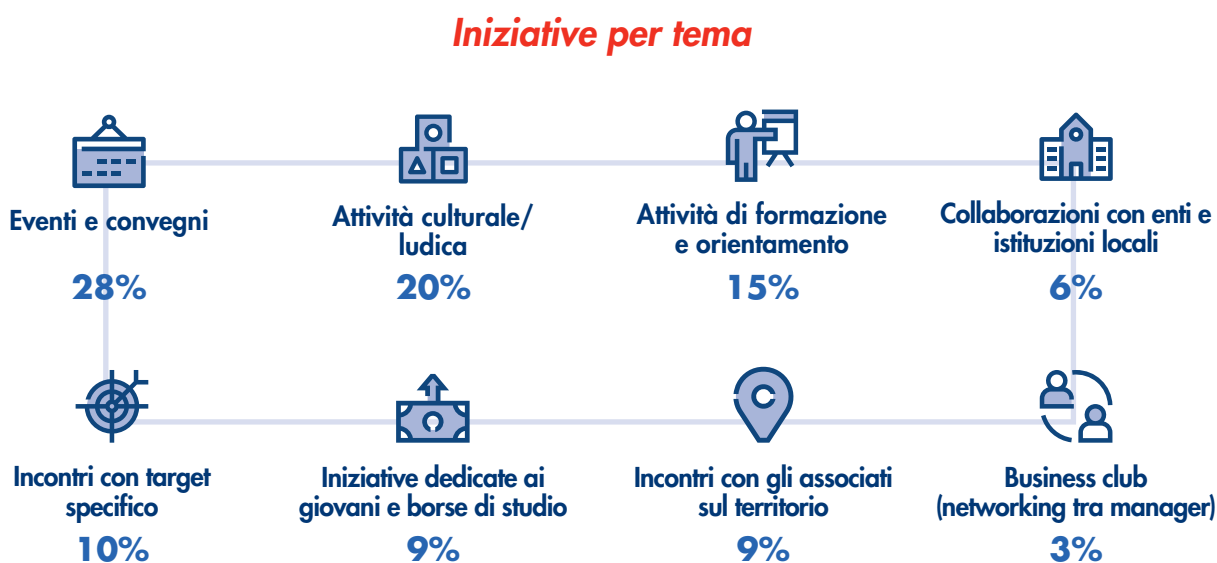 Iniziative per tema
Eventi e convegni
28%
Attività culturale/
ludica
20%
Attività di formazione
e orientamento
15%
Collaborazioni con enti e
istituzioni locali
6%
Incontri con target
specifico
10%
Iniziative dedicate ai
giovani e borse di studio
9%
Incontri con gli associati
sul territorio
9%
Business club
(networking tra manager)
3%